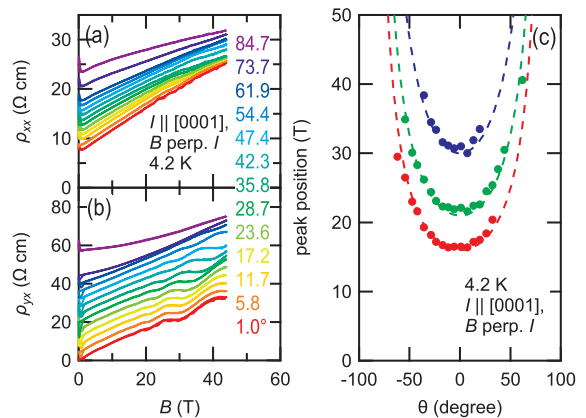 (a)
ρxx (Ω cm)
30
20
10
0
I || [0001],
B perp. I
4.2 K
84.7
73.7
61.9
54.4
47.4
42.3
35.8
28.7
23.6
17.2
11.7
5.8
1.0°
(b)
ρyx (Ω cm)
80
60
40
20
0
0
20
40
60
B (T)
(c)
peak position (T)
50
40
30
20
10
0
4.2 K
I || [0001],
B perp. I
-100
-50
0
50
100
θ (degree)